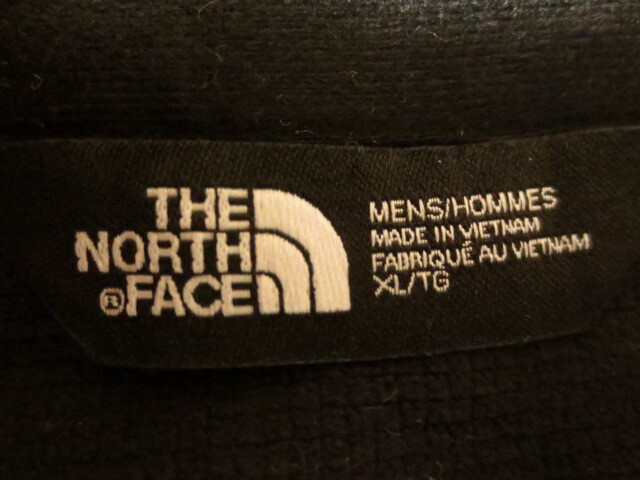 THE
NORTH
®FACE
MENS/HOMMES
MADE IN VIETNAM
FABRIQUÉ AU VIETNAM
XL/TG